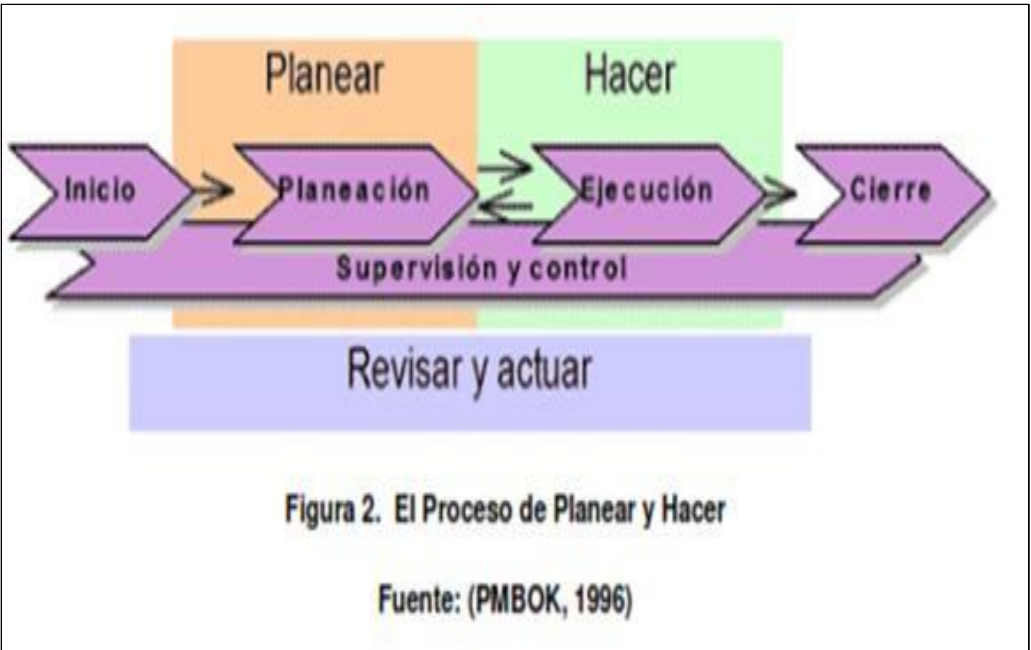 Planear
Hacer
Inicio
Planeación
Ejecución
Cierre
Supervisión y control
Revisar y actuar
Figura 2. El Proceso de Planear y Hacer
Fuente: (PMBOK, 1996)